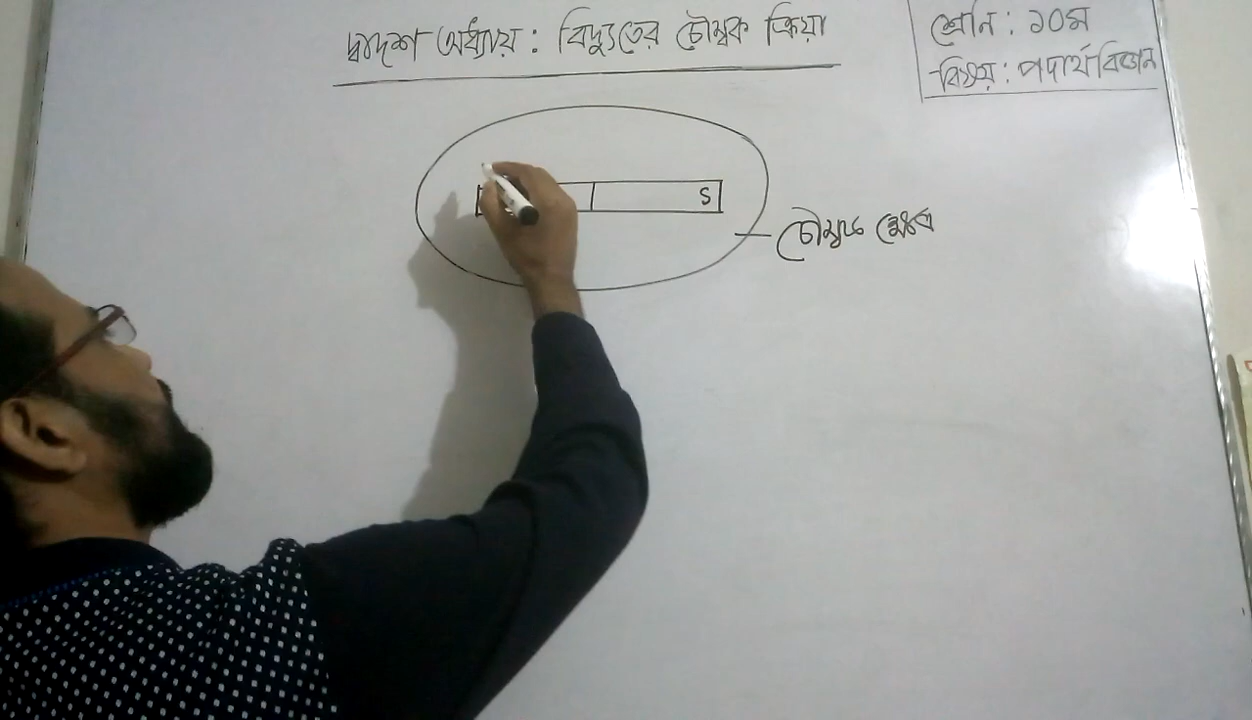 দ্বাদশ অধ্যায় : বিদ্যুতের চৌম্বক ক্রিয়া
শ্রেনি : ১০ম
বিষয় : পদার্থবিজ্ঞান
S
চৌম্বক ক্ষেত্র